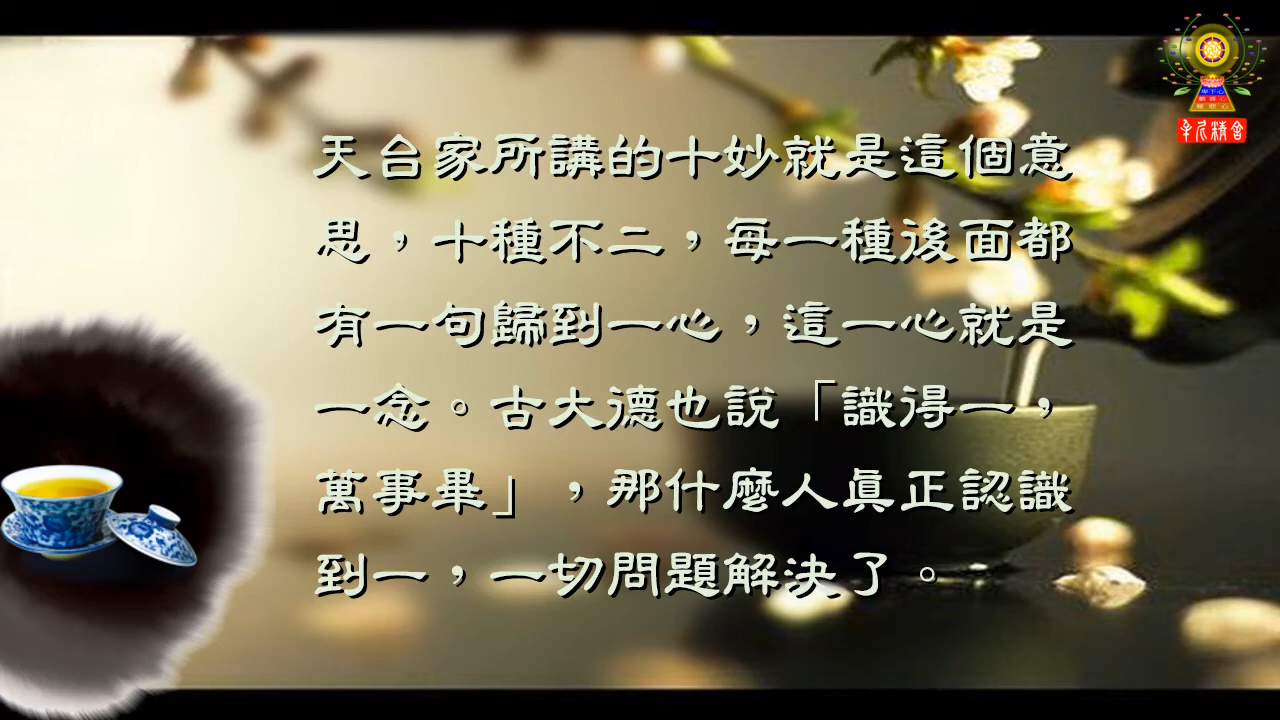 天台家所講的十妙就是這個意
思，十種不二，每一種後面都
有一句歸到一心，這一心就是
一念。古大德也說「識得一，
萬事畢」，那什麼人真正認識
到一，一切問題解決了。